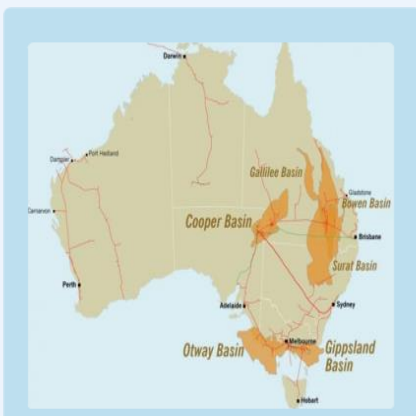 Darwin
Port Hedland
Dampier
Gallilee Basin
Gladstone
Bowen Basin
Carnarvon
Cooper Basin
Brisbane
Surat Basin
Perth
Adelaide
Sydney
Otway Basin
Melbourne
Gippsland
Basin
Hobart